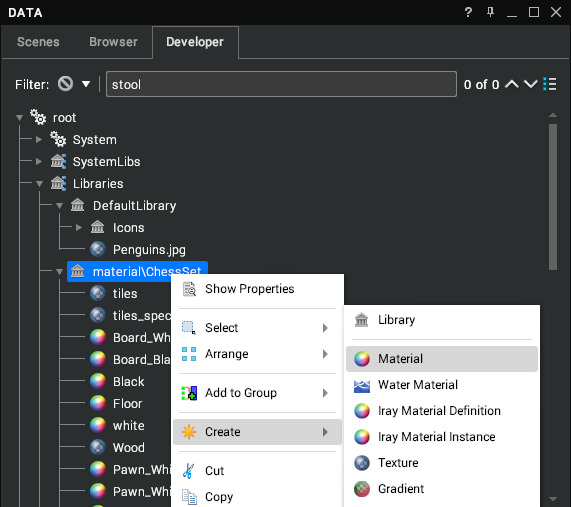 DATA
Scenes Browser Developer
Filter: stool 0 of 0
root
System
SystemLibs
Libraries
DefaultLibrary
Icons
Penguins.jpg
material\ChessSet
tiles
tiles_spec
Board_Wh
Board_Bla
Black
Floor
white
Wood
Pawn_Whi
Pawn_Whi
Show Properties
Select
Arrange
Add to Group
Create
Cut
Copy
Library
Material
Water Material
Iray Material Definition
Iray Material Instance
Texture
Gradient